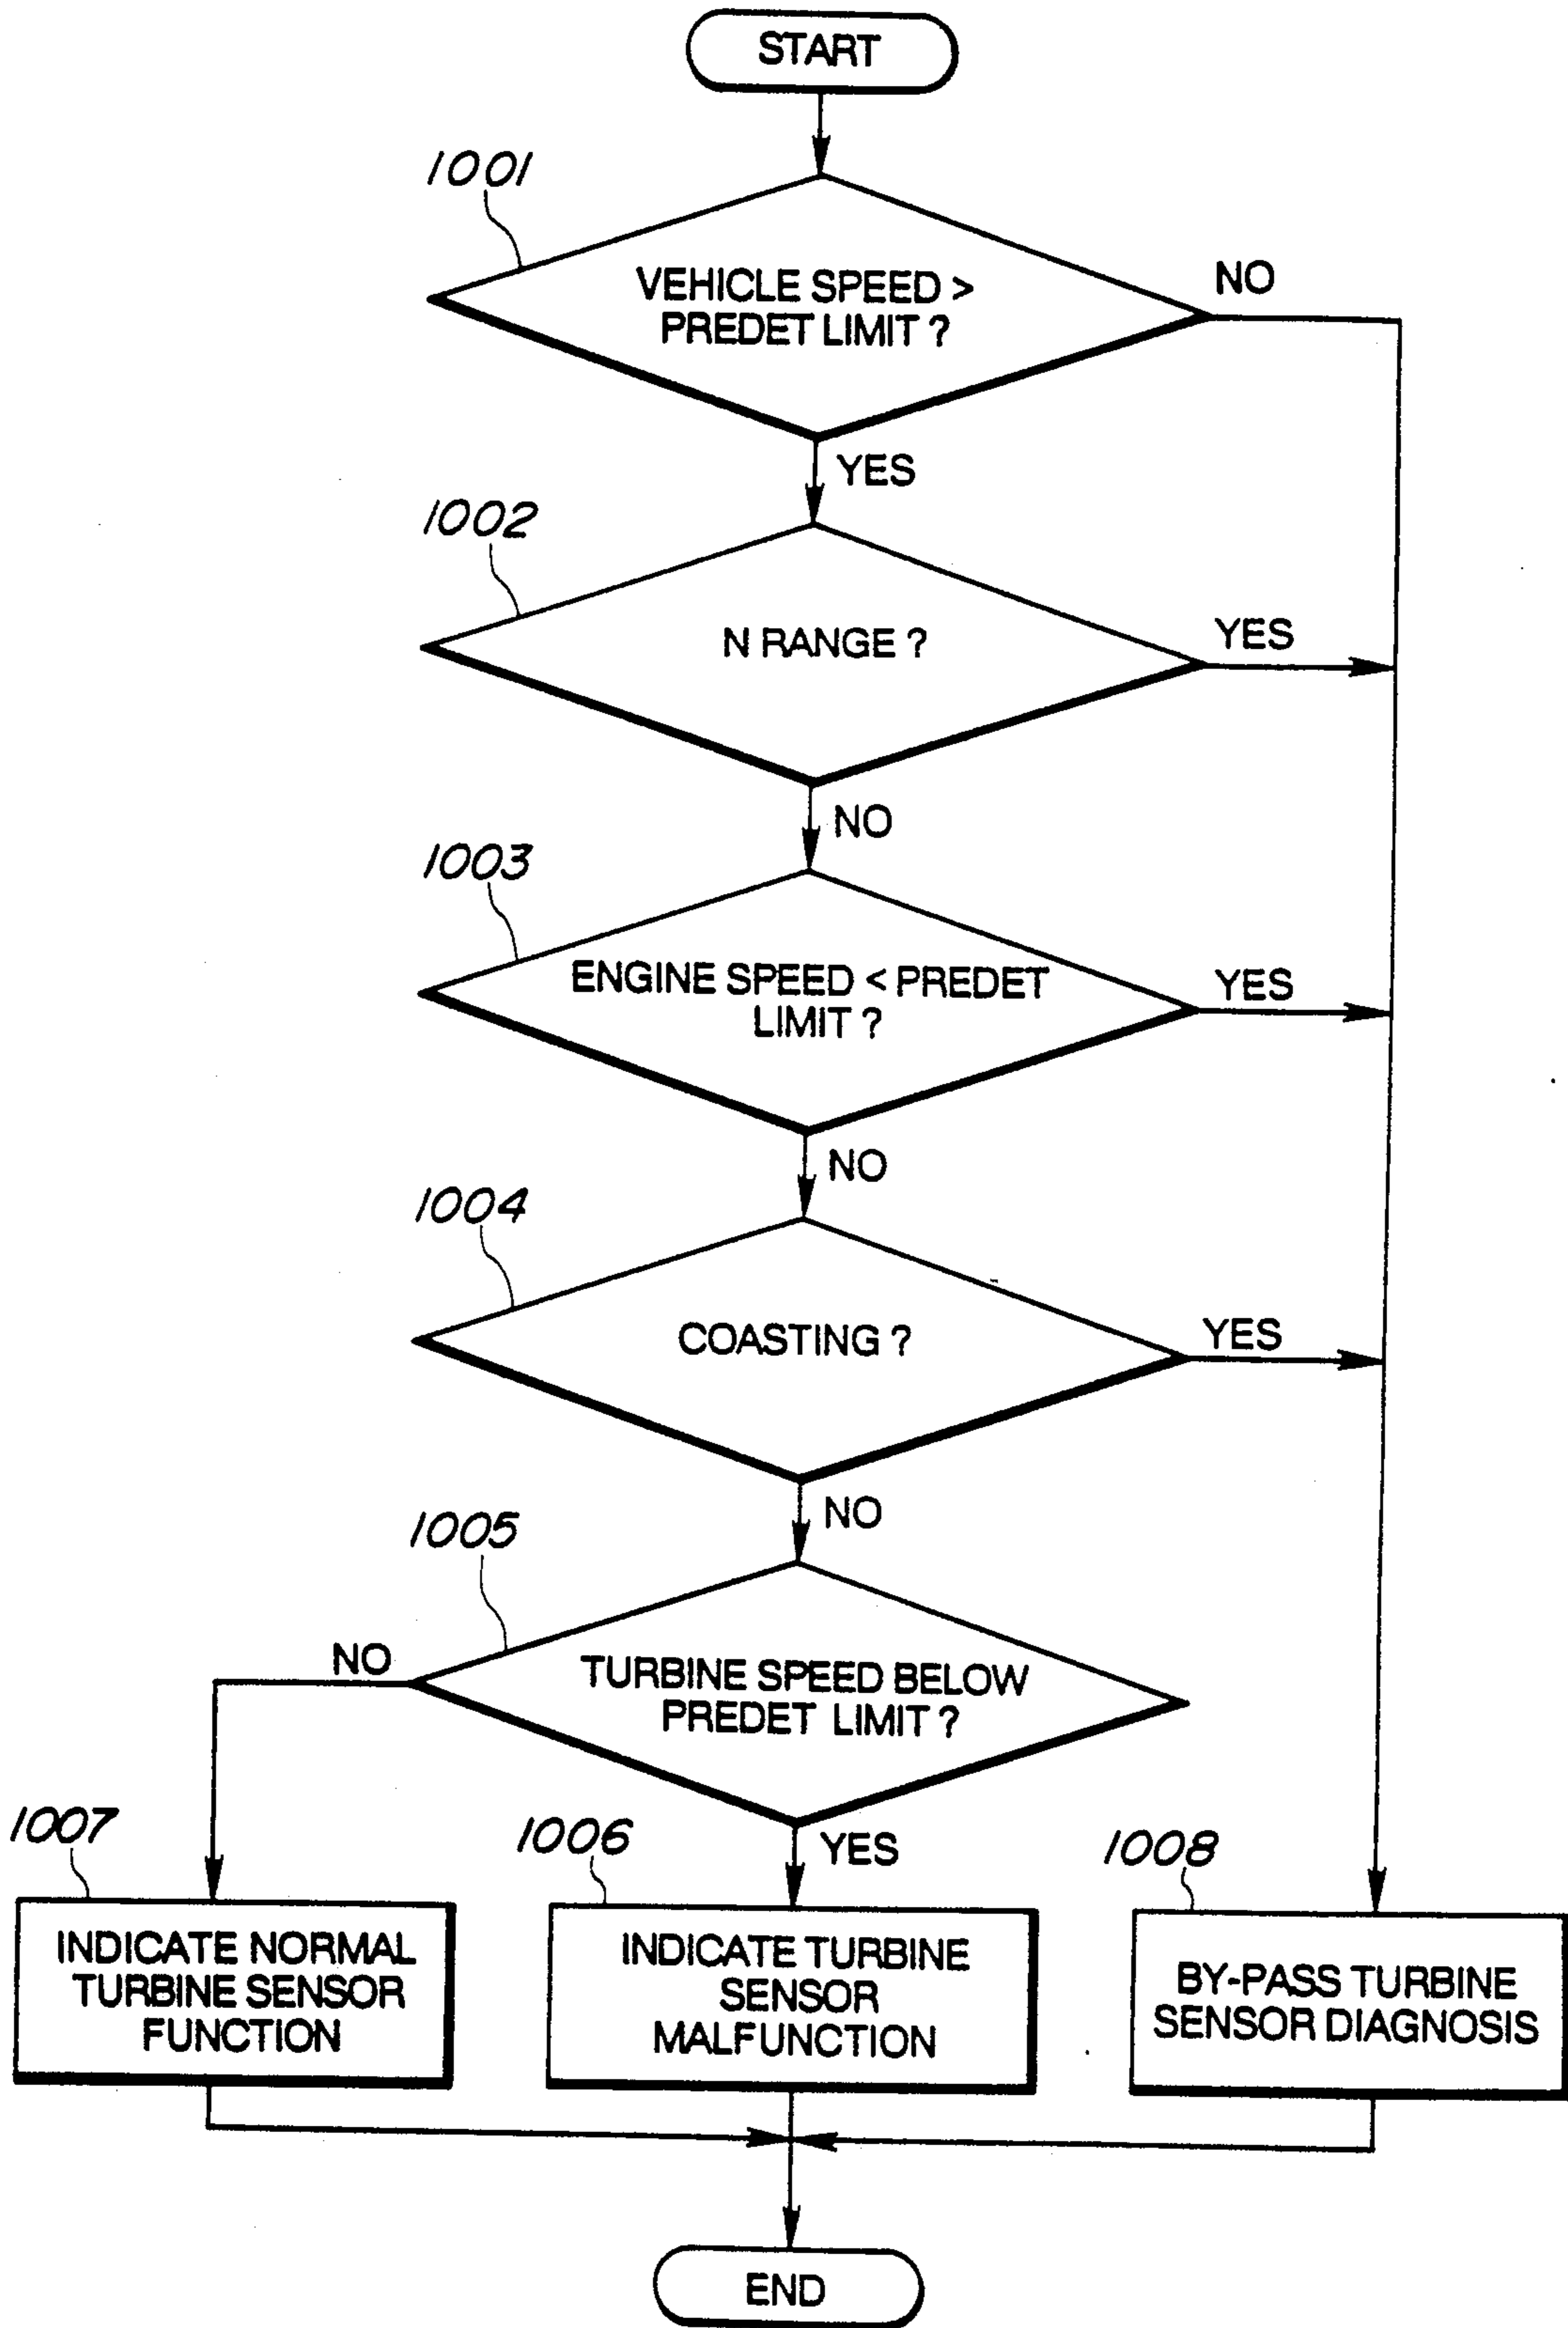 START
1001
VEHICLE SPEED >
PREDET LIMIT ?
NO
YES
1002
N RANGE ?
YES
NO
1003
ENGINE SPEED < PREDET
LIMIT ?
YES
NO
1004
COASTING ?
YES
NO
1005
TURBINE SPEED BELOW
PREDET LIMIT ?
NO
YES
1007
INDICATE NORMAL
TURBINE SENSOR
FUNCTION
1006
INDICATE TURBINE
SENSOR
MALFUNCTION
1008
BY-PASS TURBINE
SENSOR DIAGNOSIS
END